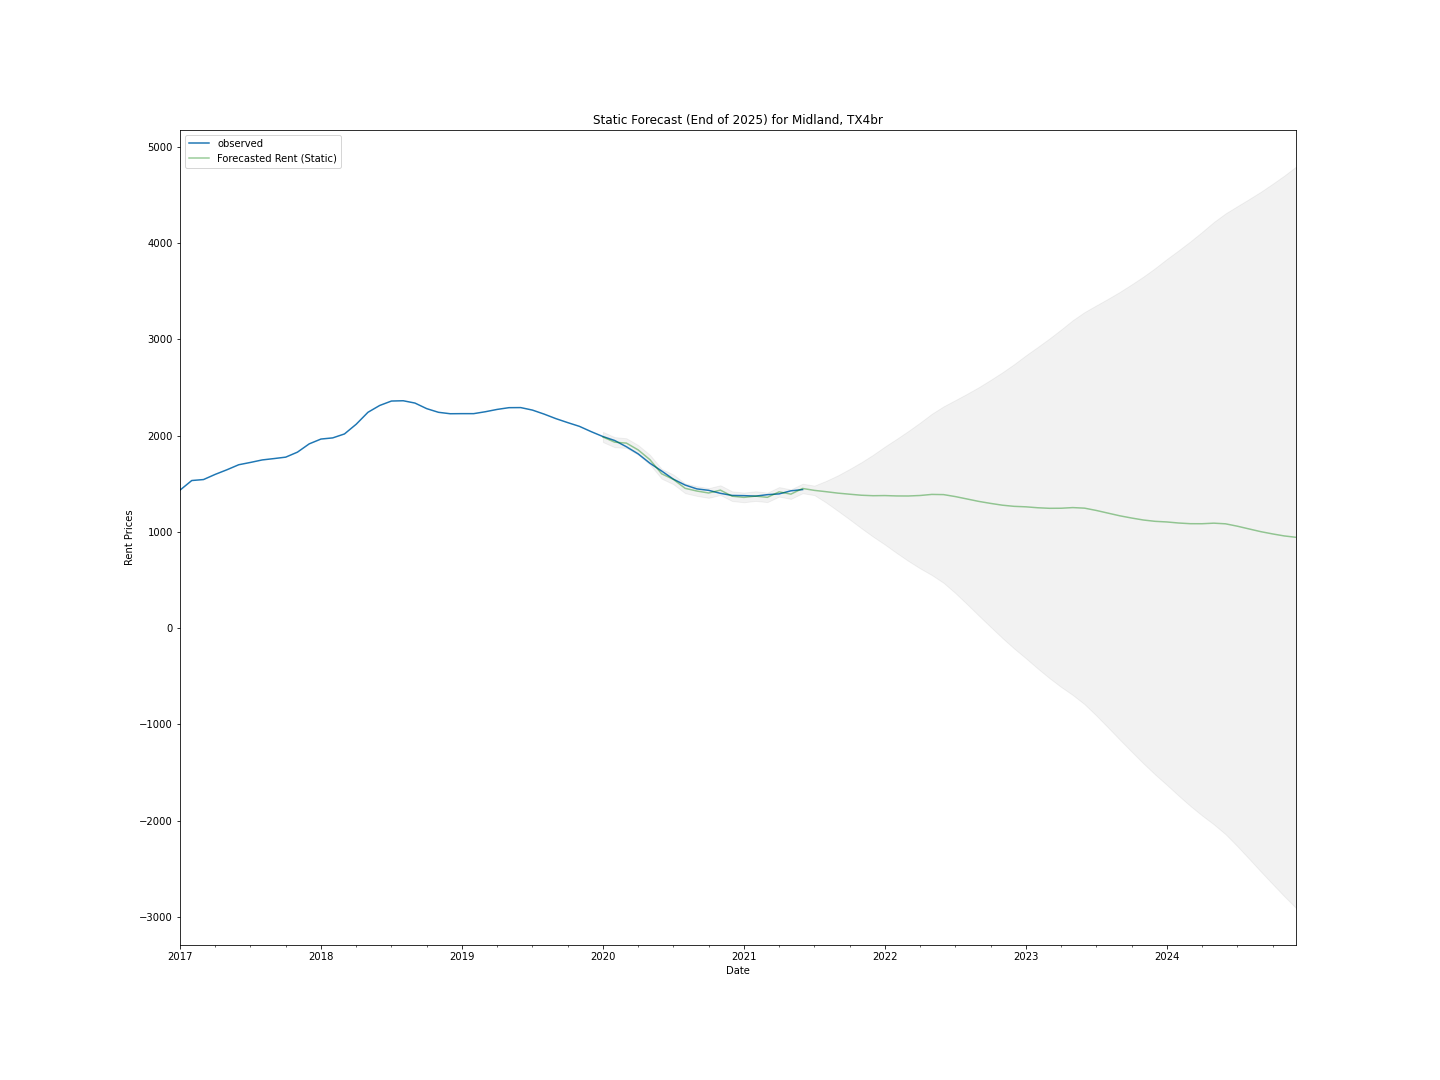 Static Forecast (End of 2025) for Midland, TX4br
observed
Forecasted Rent (Static)
5000
4000
3000
2000
1000
0
−1000
−2000
−3000
Rent Prices
2017 2018 2019 2020 2021 2022 2023 2024
Date